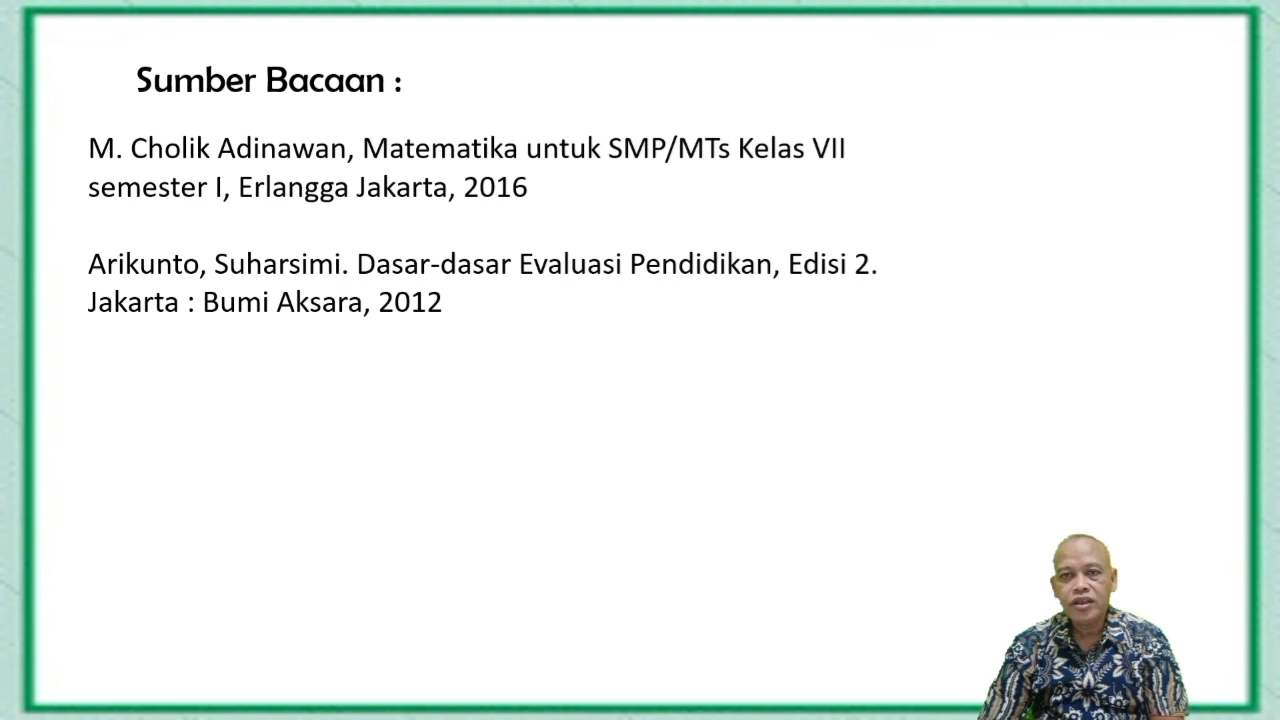 Sumber Bacaan :
M. Cholik Adinawan, Matematika untuk SMP/MTs Kelas VII
semester I, Erlangga Jakarta, 2016
Arikunto, Suharsimi. Dasar-dasar Evaluasi Pendidikan, Edisi 2.
Jakarta : Bumi Aksara, 2012